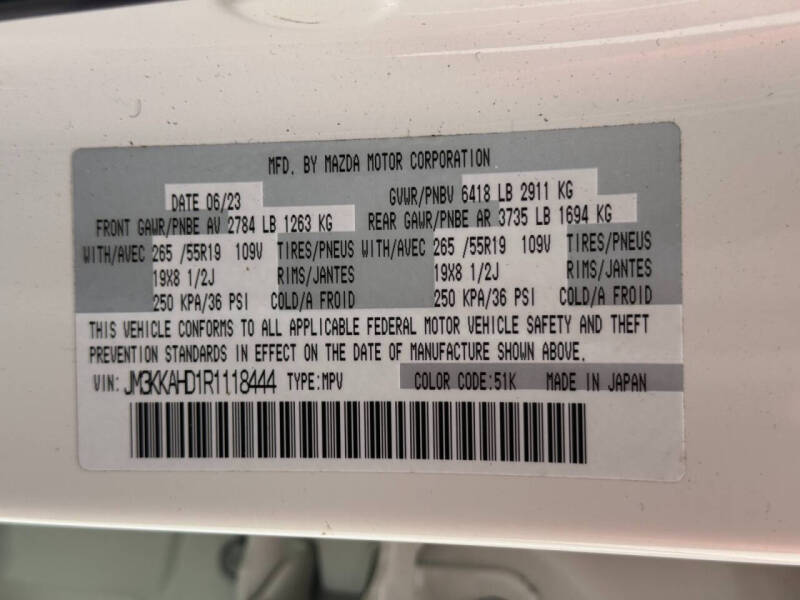 MFD. BY MAZDA MOTOR CORPORATION
DATE 06/23 GVWR/PNBV 6418 LB 2911 KG
FRONT GAWR/PNBE AV 2784 LB 1263 KG REAR GAWR/PNBE AR 3735 LB 1694 KG
WITH/AVEC 265 /55R19 109V TIRES/PNEUS WITH/AVEC 265 /55R19 109V TIRES/PNEUS
19X8 1/2J RIMS/JANTES 19X8 1/2J RIMS/JANTES
250 KPA/36 PSI COLD/A FROID 250 KPA/36 PSI COLD/A FROID
THIS VEHICLE CONFORMS TO ALL APPLICABLE FEDERAL MOTOR VEHICLE SAFETY AND THEFT
PREVENTION STANDARDS IN EFFECT ON THE DATE OF MANUFACTURE SHOWN ABOVE.
VIN: JM3KKAHD1R1118444 TYPE:MPV COLOR CODE:51K MADE IN JAPAN